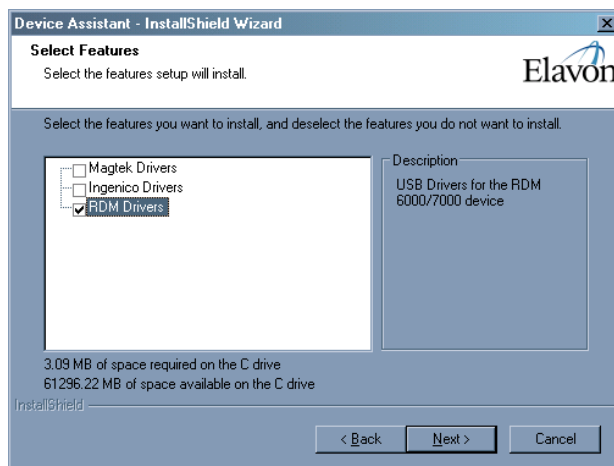 Device Assistant - InstallShield Wizard
Select Features
Select the features setup will install.
Elavon
Select the features you want to install, and deselect the features you do not want to install.
Magtek Drivers
Ingenico Drivers
RDM Drivers
Description
USB Drivers for the RDM
6000/7000 device
3.09 MB of space required on the C drive
61296.22 MB of space available on the C drive
InstallShield
< Back
Next >
Cancel